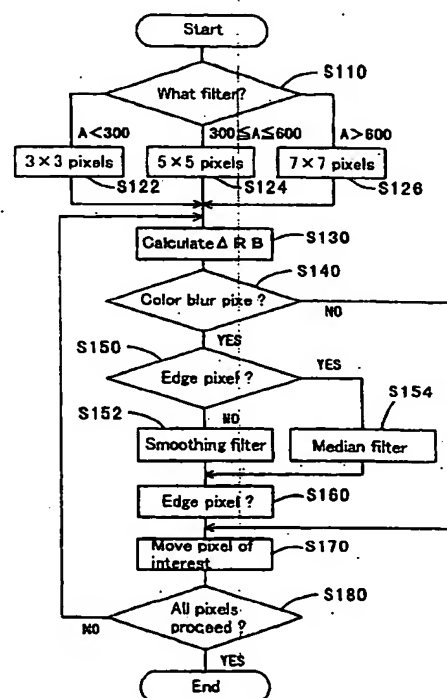 Start
S110
What filter?
A<300
300≦A≦600
A>600
3×3 pixels
5×5 pixels
7×7 pixels
S122
S124
S126
Calculate Δ R B
S130
S140
Color blur pixe ?
NO
YES
S150
Edge pixel ?
YES
S154
S152
NO
Smoothing filter
Median filter
Edge pixel ?
S160
Move pixel of
interest
S170
S180
All pixels
proceed ?
NO
YES
End